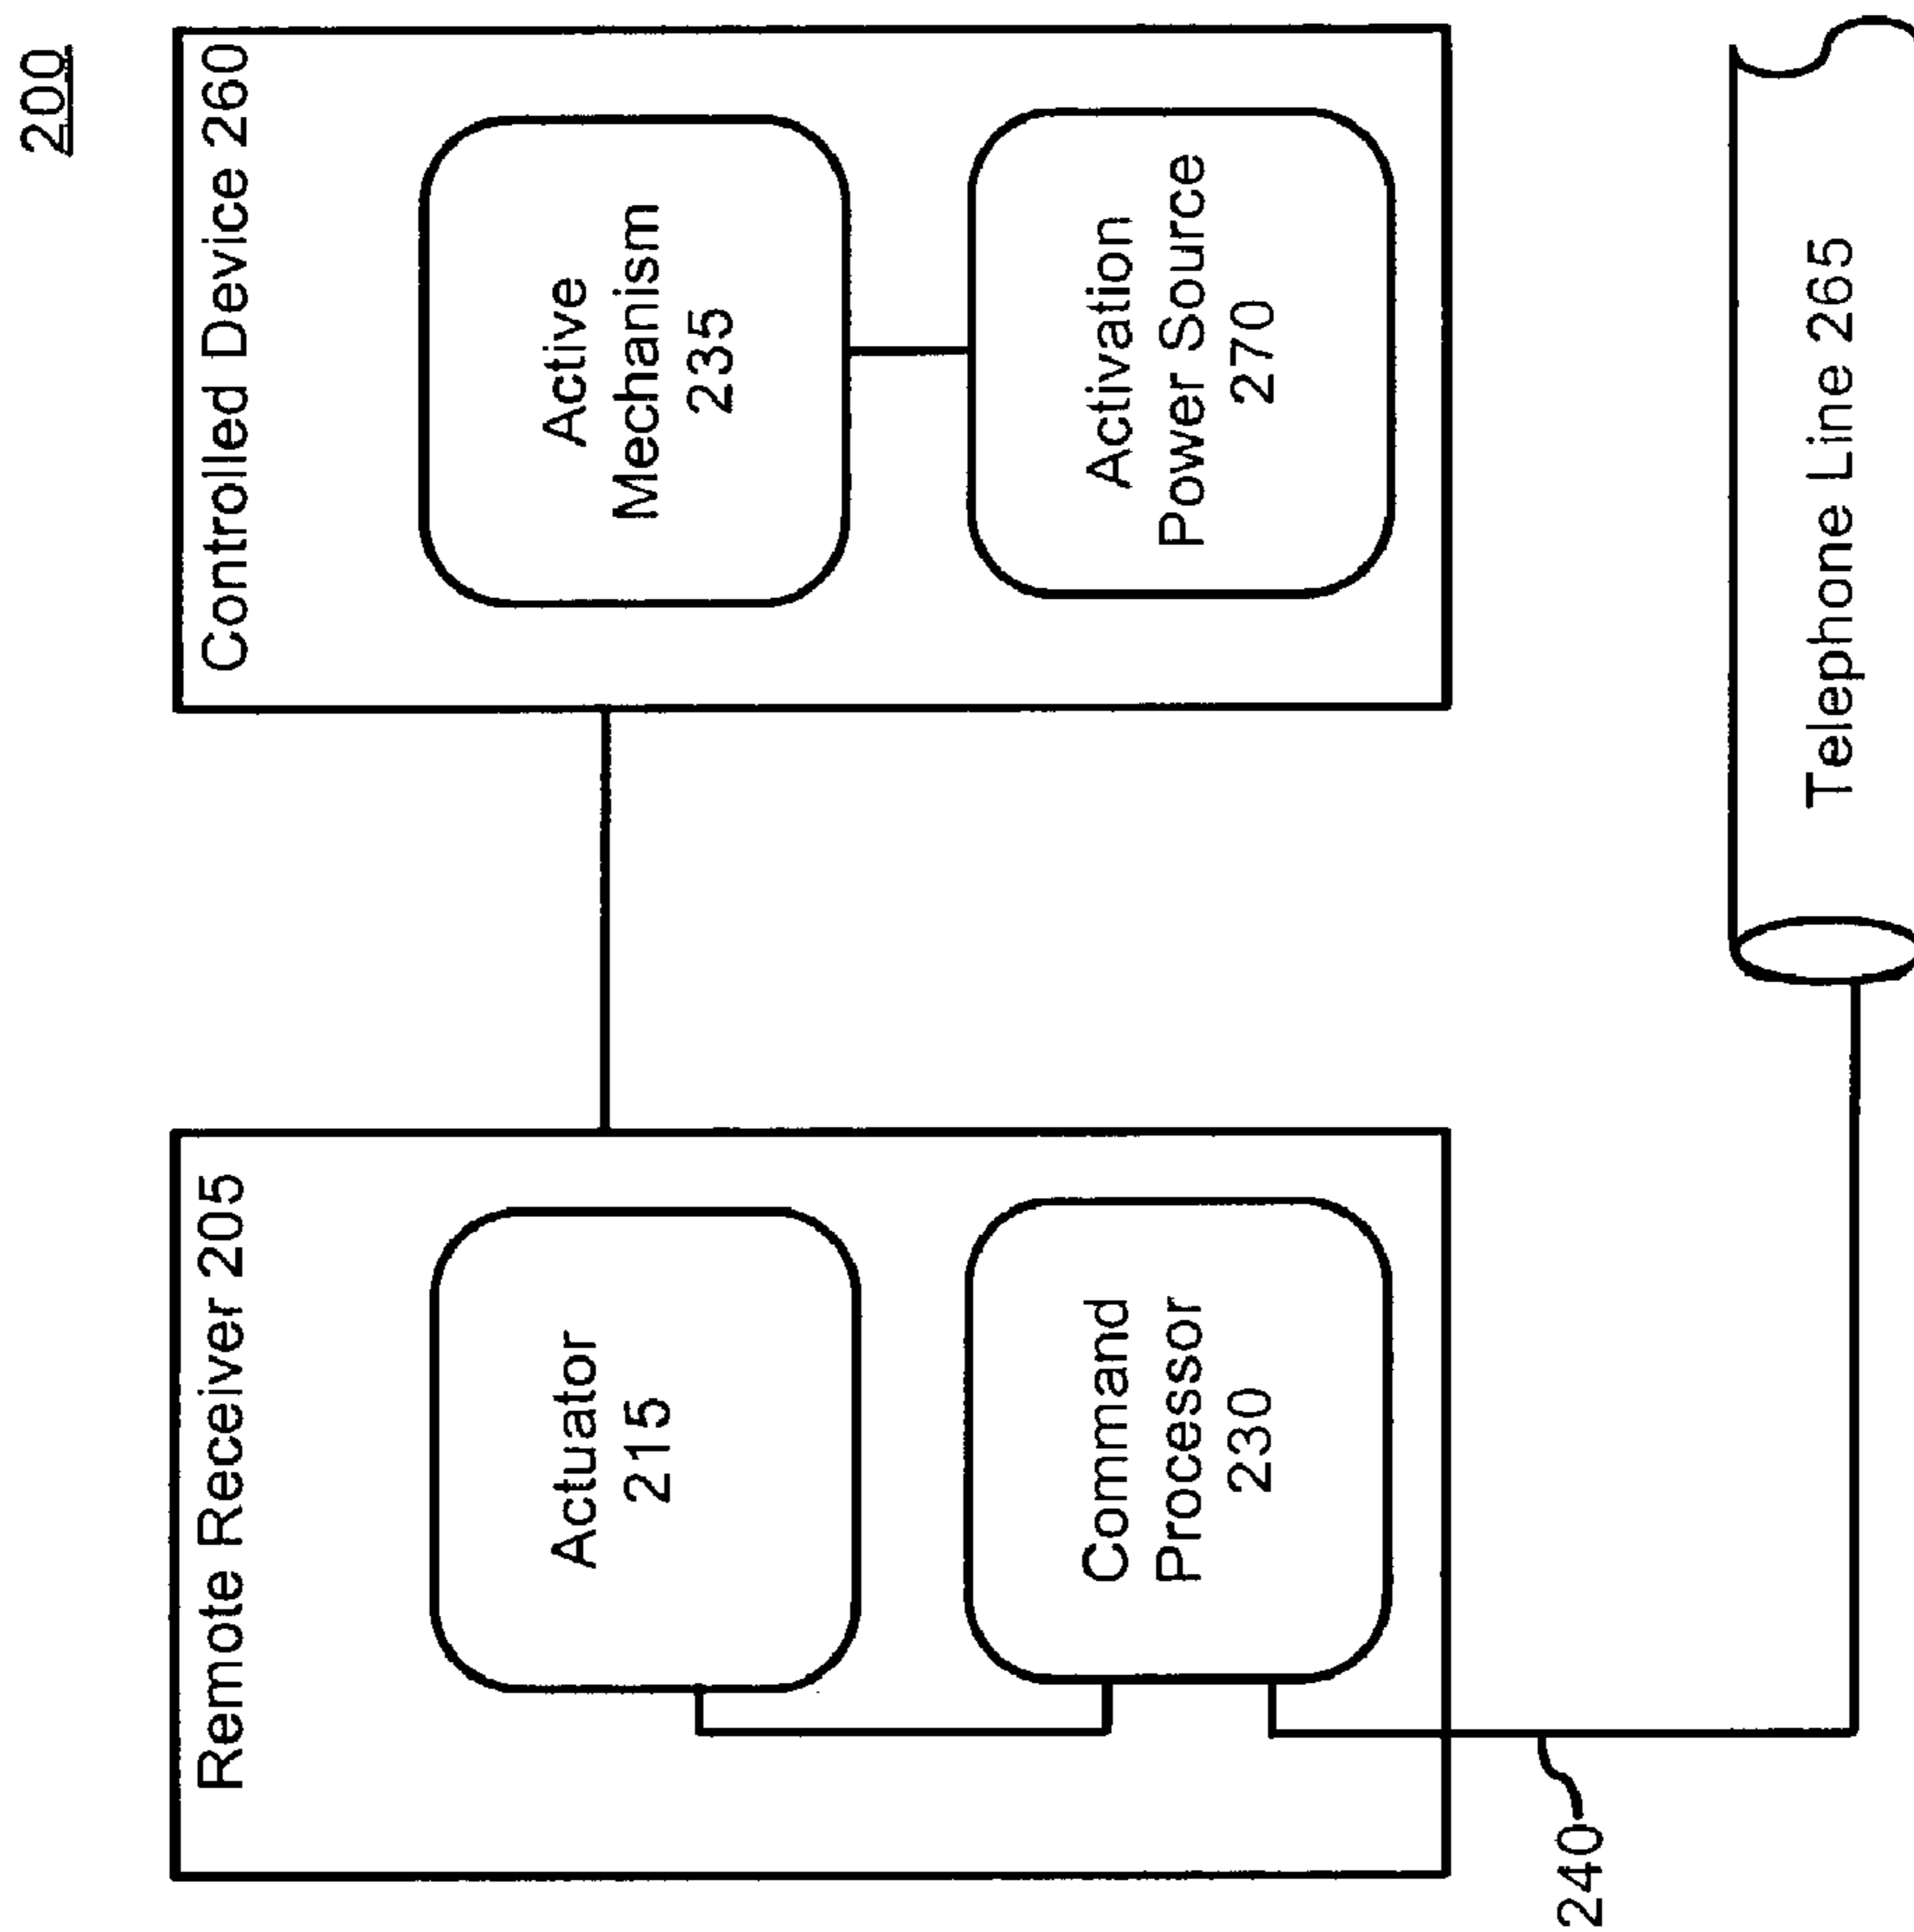 200
Remote Receiver 205
Actuator
215
Command
Processor
230
240
Controlled Device 260
Active
Mechanism
235
Activation
Power Source
270
Telephone Line 265